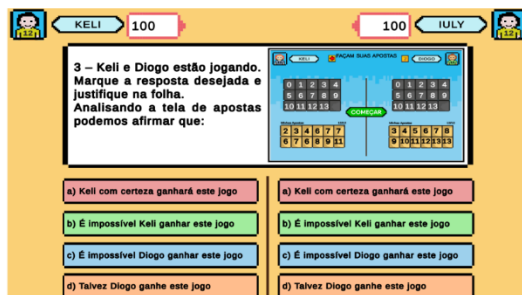 KELI 100
100 IULY
3 – Keli e Diogo estão jogando.
Marque a resposta desejada e
justifique na folha.
Analisando a tela de apostas
podemos afirmar que:
FAÇAM SUAS APOSTAS
KELI
DIOGO
0 1 2 3 4
5 6 7 8 9
10 11 12 13
0 1 2 3 4
5 6 7 8 9
10 11 12 13
COMEÇAR
2 3 4 6 7 7
6 7 6 8 9 11
3 4 5 6 7 8
9 10 11 12 13 13
a) Keli com certeza ganhará este jogo
b) É impossível Keli ganhar este jogo
c) É impossível Diogo ganhar este jogo
d) Talvez Diogo ganhe este jogo
a) Keli com certeza ganhará este jogo
b) É impossível Keli ganhar este jogo
c) É impossível Diogo ganhar este jogo
d) Talvez Diogo ganhe este jogo